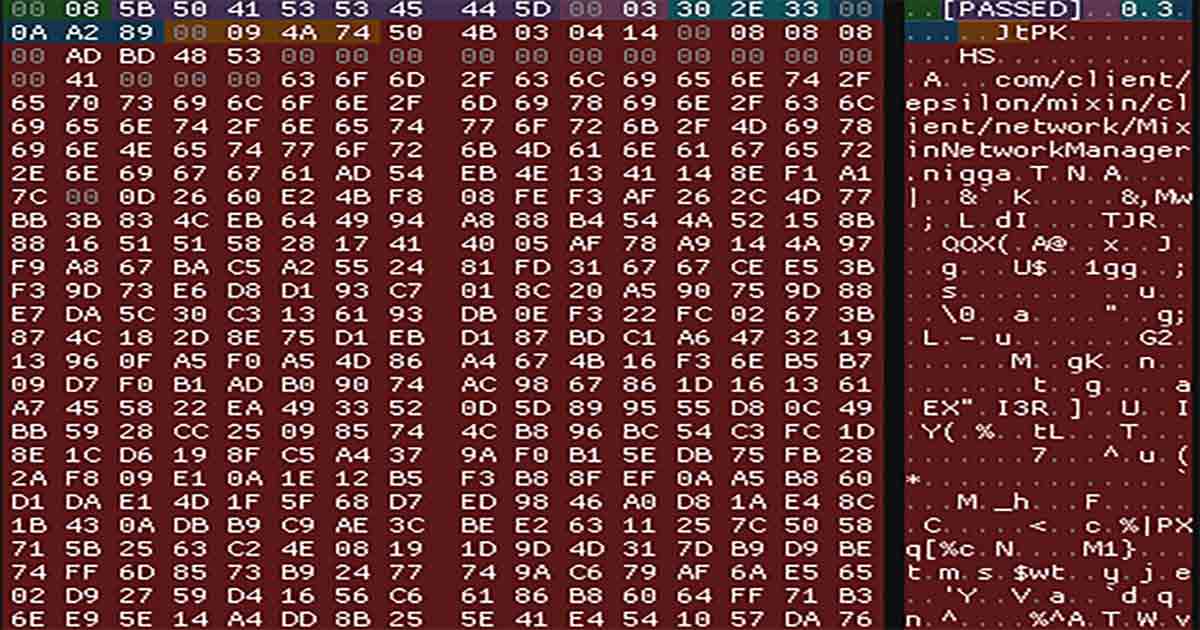 00 08 5B 50 41 53 53 45 44 5D 00 03 30 2E 33 00 ..[PASSED]..0.3.
0A A2 89 00 09 4A 74 50 4B 03 04 14 00 08 08 08 .....JtPK.......
00 AD BD 48 53 00 00 00 00 00 00 00 00 00 00 00 ...HS...........
00 41 00 00 00 63 6F 6D 2F 63 6C 69 65 6E 74 2F .A...com/client/
65 70 73 69 6C 6F 6E 2F 6D 69 78 69 6E 2F 63 6C epsilon/mixin/cl
69 65 6E 74 2F 6E 65 74 77 6F 72 6B 2F 4D 69 78 ient/network/Mix
69 6E 4E 65 74 77 6F 72 6B 4D 61 6E 61 67 65 72 inNetworkManager
2E 6E 69 67 67 61 AD 54 EB 4E 13 41 14 8E F1 A1 .nigga.T.N.A....
7C 00 0D 26 60 E2 4B F8 08 FE F3 AF 26 2C 4D 77 |..&`.K.....&,Mw
BB 3B 83 4C EB 64 49 94 A8 88 B4 54 4A 52 15 8B .;.L.dI....TJR..
88 16 51 51 58 28 17 41 40 05 AF 78 A9 14 4A 97 ..QQX(.A@..x..J.
F9 A8 67 BA C5 A2 55 24 81 FD 31 67 67 CE E5 3B ..g...U$..1gg..;
F3 9D 73 E6 D8 D1 93 C7 01 8C 20 A5 90 75 9D 88 ..s....... ..u..
E7 DA 5C 30 C3 13 61 93 DB 0E F3 22 FC 02 67 3B ..\0..a...."..g;
87 4C 18 2D 8E 75 D1 EB D1 87 BD C1 A6 47 32 19 .L.-.u.......G2.
13 96 0F A5 F0 A5 4D 86 A4 67 4B 16 F3 6E B5 B7 ......M..gK..n..
09 D7 F0 B1 AD B0 90 74 AC 98 67 86 1D 16 13 61 .......t..g....a
A7 45 58 22 EA 49 33 52 0D 5D 89 95 55 D8 0C 49 .EX".I3R.]..U..I
BB 59 28 CC 25 09 85 74 4C B8 96 BC 54 C3 FC 1D .Y(.%..tL...T...
8E 1C D6 19 8F C5 A4 37 9A F0 B1 5E DB 75 FB 28 .......7...^.u.(
2A F8 09 E1 0A 1E 12 B5 F3 B8 8F EF 0A A5 B8 60 *..............`
D1 DA E1 4D 1F 5F 68 D7 ED 98 46 A0 D8 1A E4 8C ...M._h...F.....
1B 43 0A DB B9 C9 AE 3C BE E2 63 11 25 7C 50 58 .C.....<..c.%|PX
71 5B 25 63 C2 4E 08 19 1D 9D 4D 31 7D B9 D9 BE q[%c.N....M1}...
74 FF 6D 85 73 B9 24 77 74 9A C6 79 AF 6A E5 65 t.m.s.$wt..y.j.e
02 D9 27 59 D4 16 56 C6 61 86 B8 60 64 FF 71 B3 ..'Y..V.a..`d.q.
6E E9 5E 14 A4 DD 8B 25 5E 41 E4 54 10 57 DA 76 n.^....%^A.T.W.v